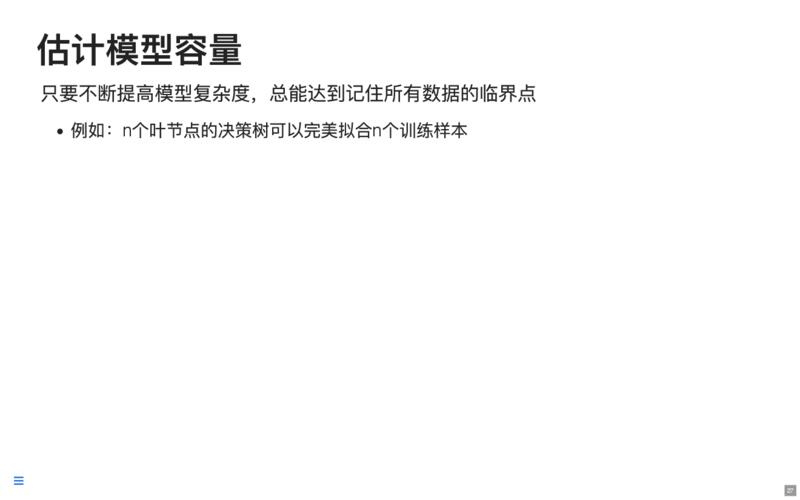 估计模型容量
只要不断提高模型复杂度，总能达到记住所有数据的临界点
• 例如：n个叶节点的决策树可以完美拟合n个训练样本
27